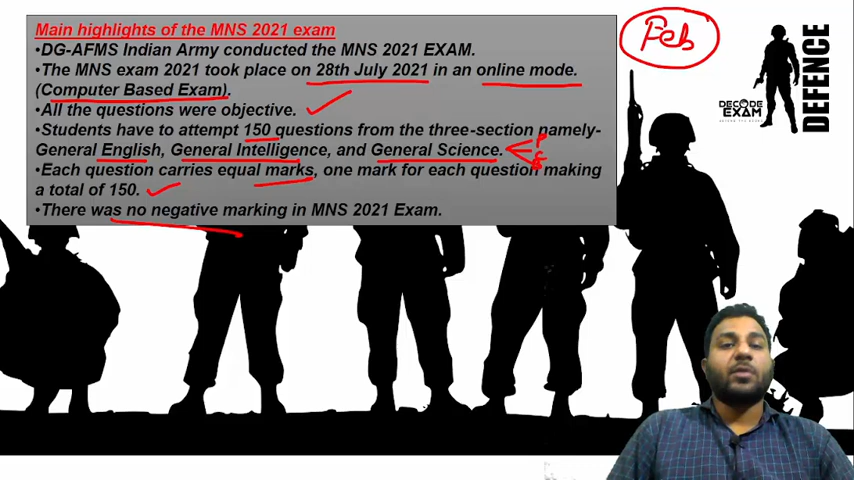 Main highlights of the MNS 2021 exam
•DG-AFMS Indian Army conducted the MNS 2021 EXAM.
•The MNS exam 2021 took place on 28th July 2021 in an online mode.
(Computer Based Exam).
•All the questions were objective.
•Students have to attempt 150 questions from the three-section namely-
General English, General Intelligence, and General Science.
•Each question carries equal marks, one mark for each question making
a total of 150.
•There was no negative marking in MNS 2021 Exam.
Feb
P
DECODE
EXAM
DEFENCE